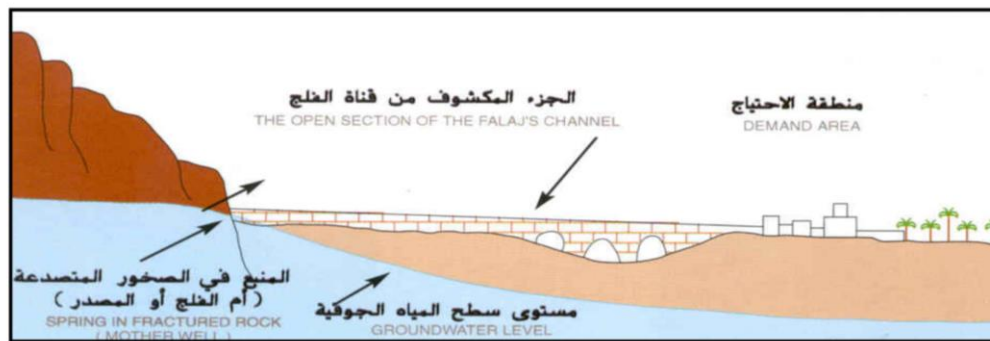 الجزء المكشوف من قناة الفلج
THE OPEN SECTION OF THE FALAJ'S CHANNEL
منطقة الاحتياج
DEMAND AREA
المنبع في الصخور المتصدعة
( أم الفلج أو المصدر )
SPRING IN FRACTURED ROCK
( MOTHER WELL )
مستوى سطح المياه الجوفية
GROUNDWATER LEVEL